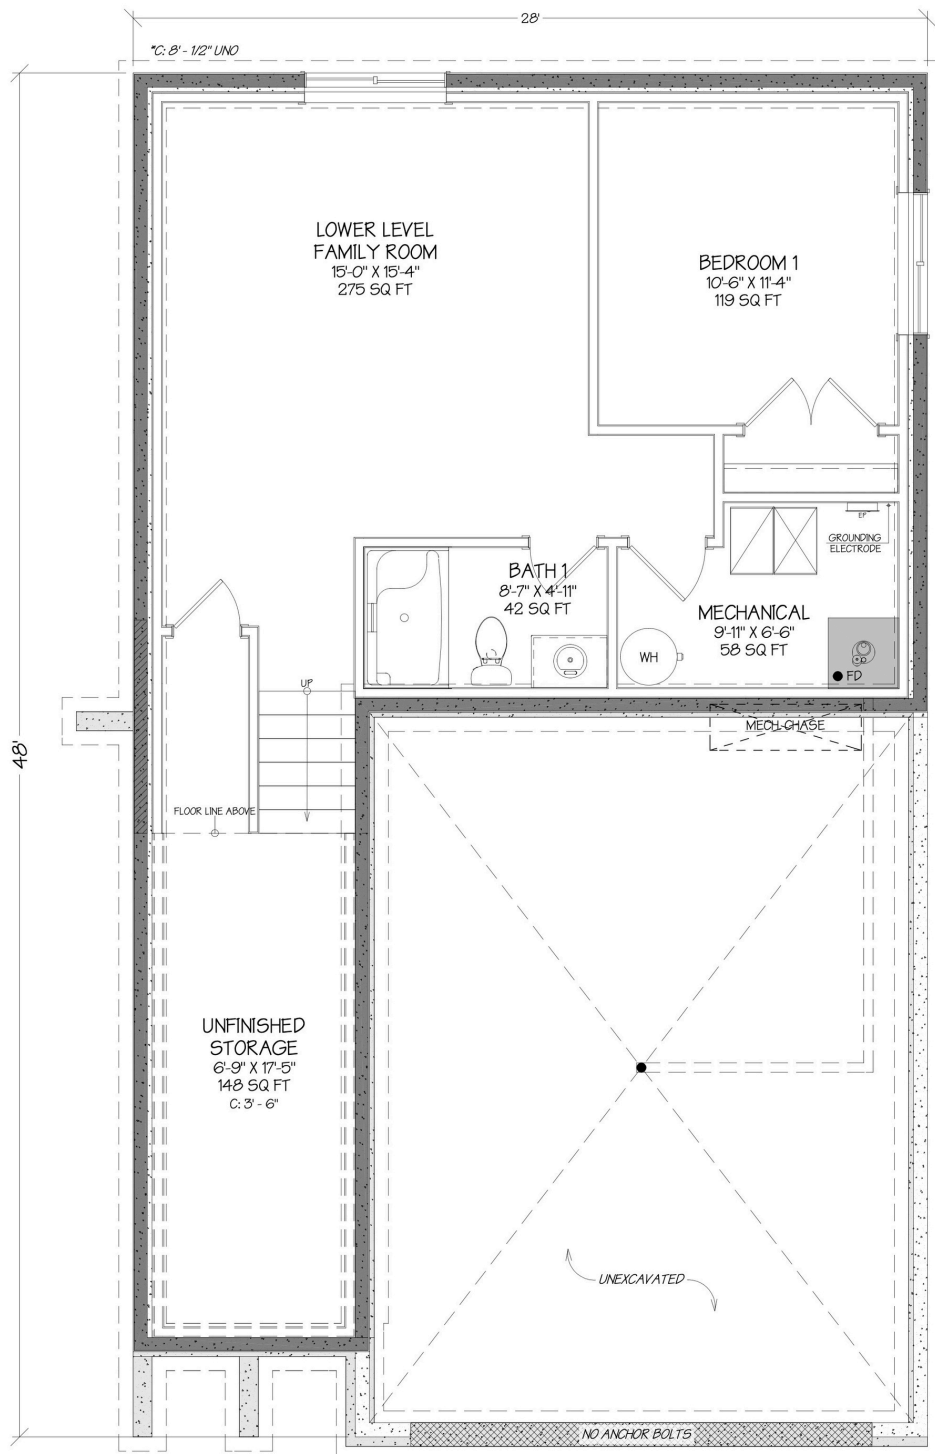 28'
*C: 8' - 1/2" UNO
LOWER LEVEL
FAMILY ROOM
15'-0" X 15'-4"
275 SQ FT
BEDROOM 1
10'-6" X 11'-4"
119 SQ FT
EP
GROUNDING
ELECTRODE
BATH 1
8'-7" X 4'-11"
42 SQ FT
MECHANICAL
9'-11" X 6'-6"
58 SQ FT
WH
FD
UP
MECH CHASE
48'
FLOOR LINE ABOVE
UNFINISHED
STORAGE
6'-9" X 17'-5"
148 SQ FT
C: 3' - 6"
UNEXCAVATED
NO ANCHOR BOLTS